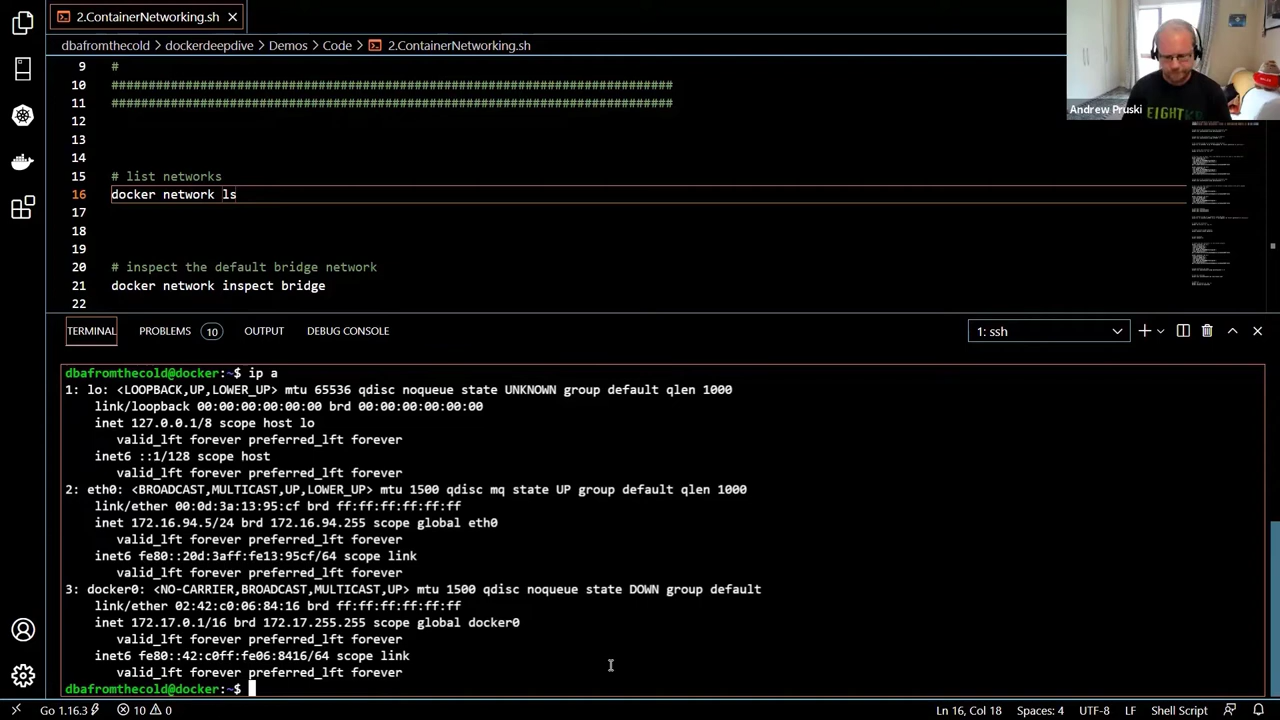 2.ContainerNetworking.sh
dbafromthecold > dockerdeepdive > Demos > Code > 2.ContainerNetworking.sh
9 #
10 ###########################################################################
11 ###########################################################################
12
13
14
15 # list networks
16 docker network ls
17
18
19
20 # inspect the default bridge network
21 docker network inspect bridge
22
Andrew Pruski
TERMINAL PROBLEMS 10 OUTPUT DEBUG CONSOLE 1: ssh
dbafromthecold@docker:~$ ip a
1: lo: <LOOPBACK,UP,LOWER_UP> mtu 65536 qdisc noqueue state UNKNOWN group default qlen 1000
link/loopback 00:00:00:00:00:00 brd 00:00:00:00:00:00
inet 127.0.0.1/8 scope host lo
valid_lft forever preferred_lft forever
inet6 ::1/128 scope host
valid_lft forever preferred_lft forever
2: eth0: <BROADCAST,MULTICAST,UP,LOWER_UP> mtu 1500 qdisc mq state UP group default qlen 1000
link/ether 00:0d:3a:13:95:cf brd ff:ff:ff:ff:ff:ff
inet 172.16.94.5/24 brd 172.16.94.255 scope global eth0
valid_lft forever preferred_lft forever
inet6 fe80::20d:3aff:fe13:95cf/64 scope link
valid_lft forever preferred_lft forever
3: docker0: <NO-CARRIER,BROADCAST,MULTICAST,UP> mtu 1500 qdisc noqueue state DOWN group default
link/ether 02:42:c0:06:84:16 brd ff:ff:ff:ff:ff:ff
inet 172.17.0.1/16 brd 172.17.255.255 scope global docker0
valid_lft forever preferred_lft forever
inet6 fe80::42:c0ff:fe06:8416/64 scope link
valid_lft forever preferred_lft forever
dbafromthecold@docker:~$
Go 1.16.3 10 0 Ln 16, Col 18 Spaces: 4 UTF-8 LF Shell Script